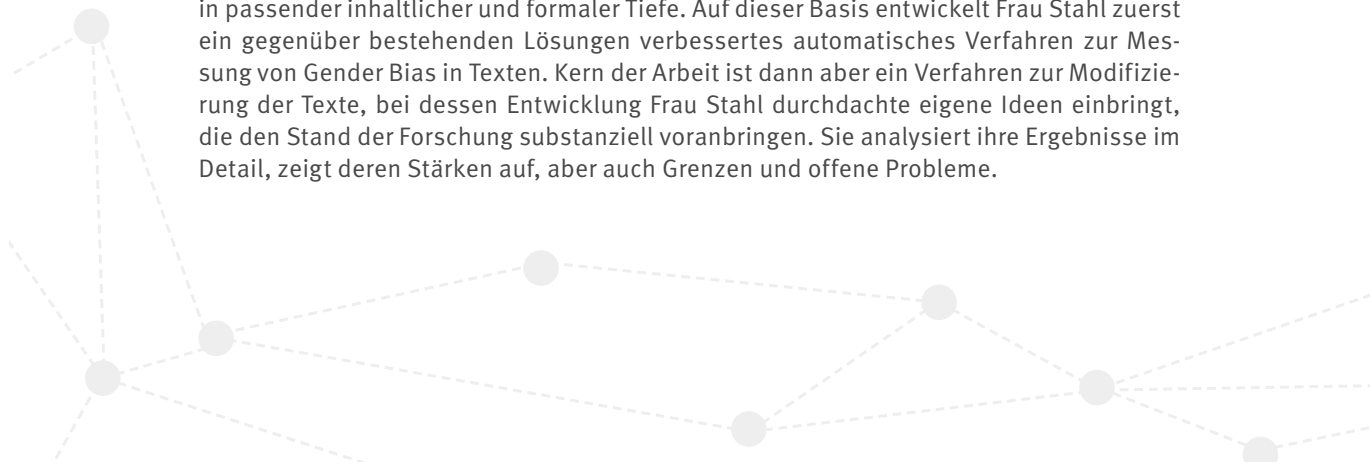 in passender inhaltlicher und formaler Tiefe. Auf dieser Basis entwickelt Frau Stahl zuerst
ein gegenüber bestehenden Lösungen verbessertes automatisches Verfahren zur Mes-
sung von Gender Bias in Texten. Kern der Arbeit ist dann aber ein Verfahren zur Modifizie-
rung der Texte, bei dessen Entwicklung Frau Stahl durchdachte eigene Ideen einbringt,
die den Stand der Forschung substanziell voranbringen. Sie analysiert ihre Ergebnisse im
Detail, zeigt deren Stärken auf, aber auch Grenzen und offene Probleme.